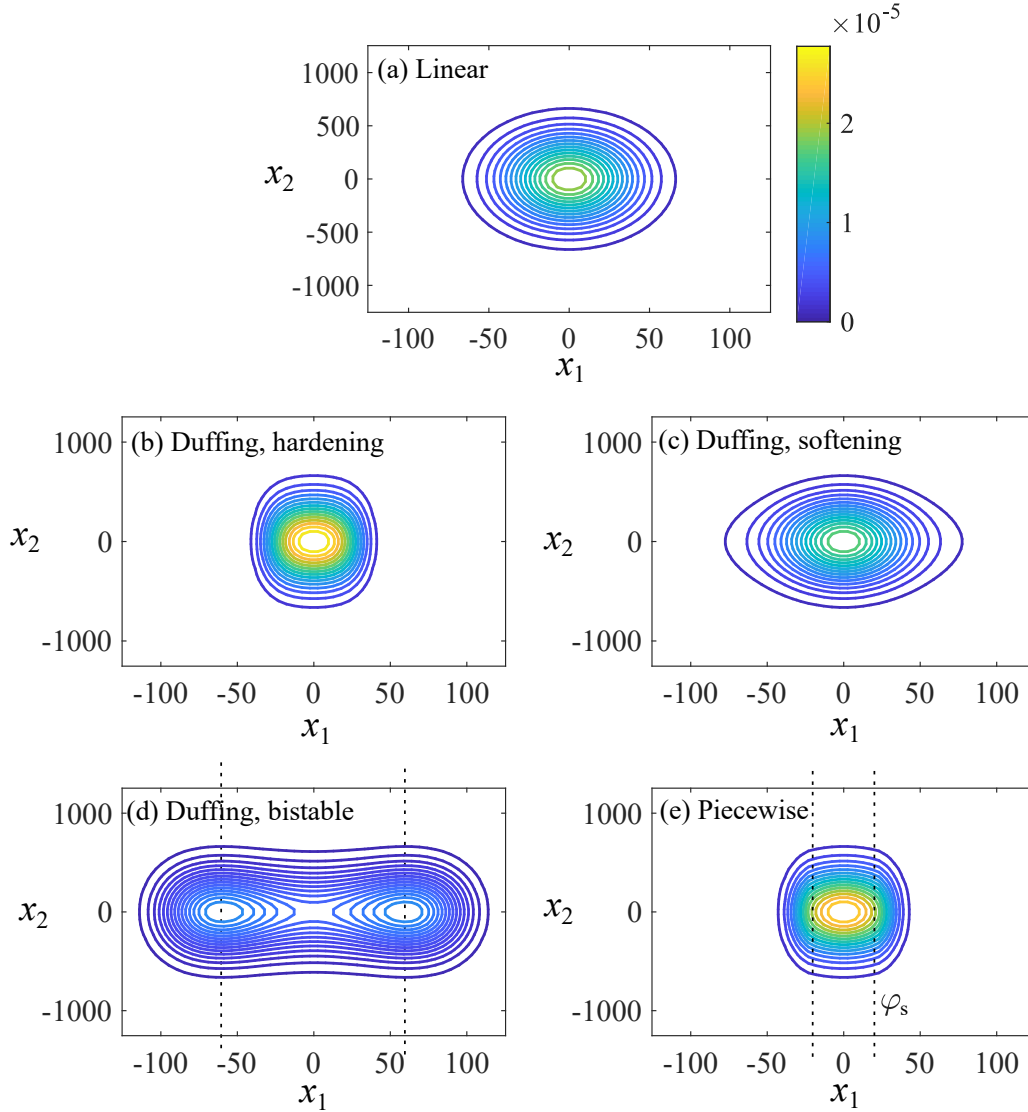 ×10⁻⁵
(a) Linear
1000
500
0
-500
-1000
x₂
-100 -50 0 50 100
x₁
2
1
0
(b) Duffing, hardening
1000
0
-1000
x₂
-100 -50 0 50 100
x₁
(c) Duffing, softening
1000
0
-1000
x₂
-100 -50 0 50 100
x₁
(d) Duffing, bistable
1000
0
-1000
x₂
-100 -50 0 50 100
x₁
(e) Piecewise
1000
0
-1000
x₂
φₛ
-100 -50 0 50 100
x₁